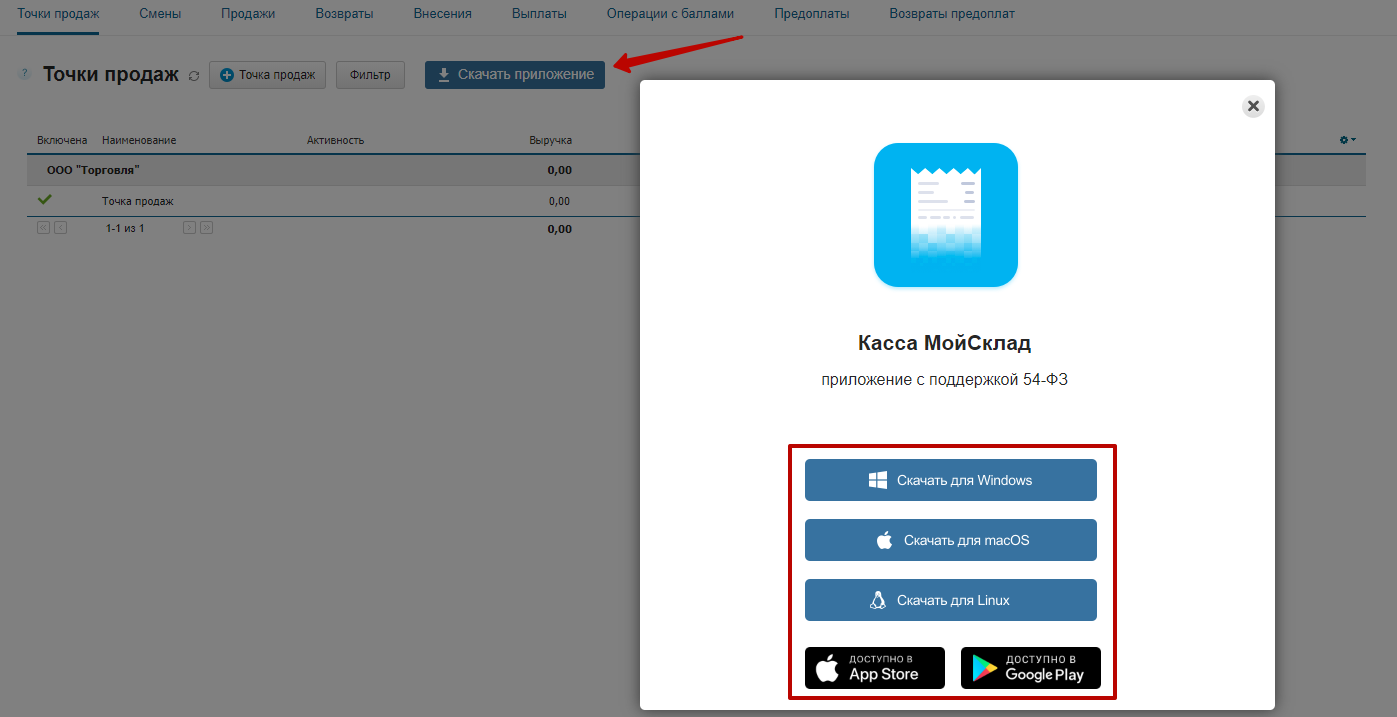 Точки продаж Смены Продажи Возвраты Внесения Выплаты Операции с баллами Предоплаты Возвраты предоплат
? Точки продаж Точка продаж Фильтр Скачать приложение
Включена Наименование Активность Выручка
ООО "Торговля" 0,00
Точка продаж 0,00
1-1 из 1 0,00
Касса МойСклад
приложение с поддержкой 54-ФЗ
Скачать для Windows
Скачать для macOS
Скачать для Linux
ДОСТУПНО В
App Store
ДОСТУПНО В
Google Play